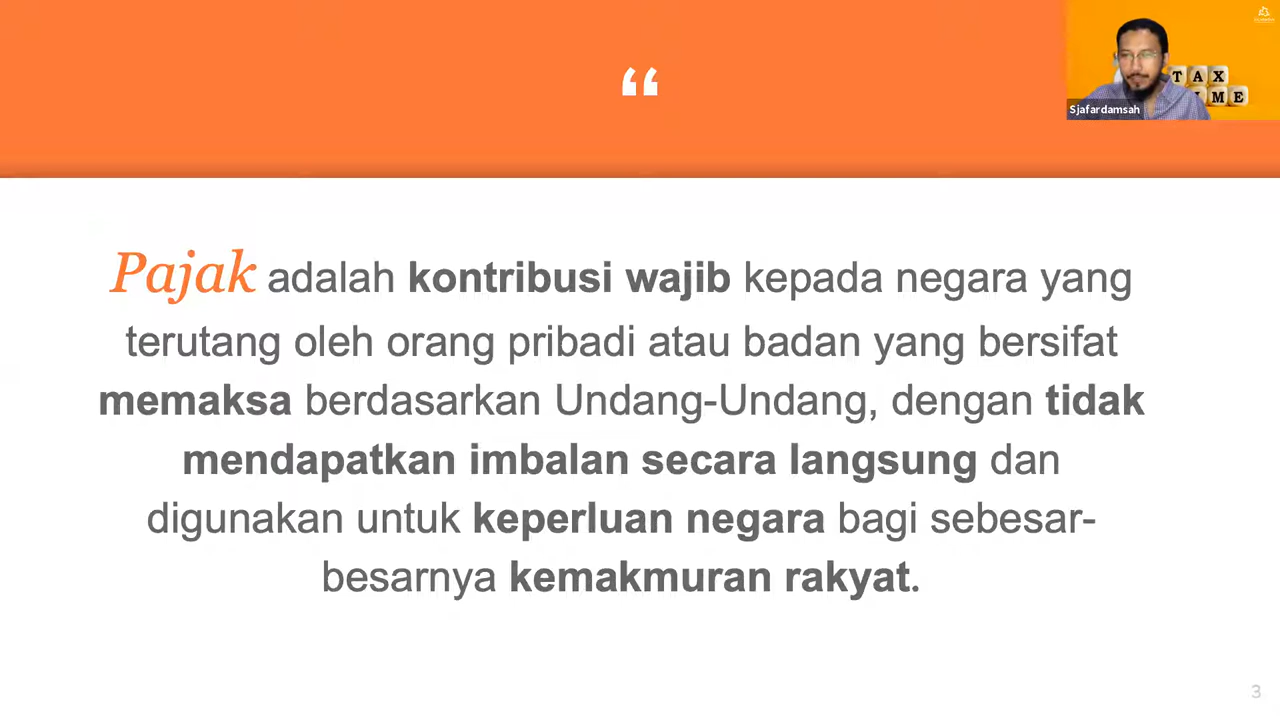 “
TAX
ME
Sjafardamsah
Pajak adalah kontribusi wajib kepada negara yang
terutang oleh orang pribadi atau badan yang bersifat
memaksa berdasarkan Undang-Undang, dengan tidak
mendapatkan imbalan secara langsung dan
digunakan untuk keperluan negara bagi sebesar-
besarnya kemakmuran rakyat.
3